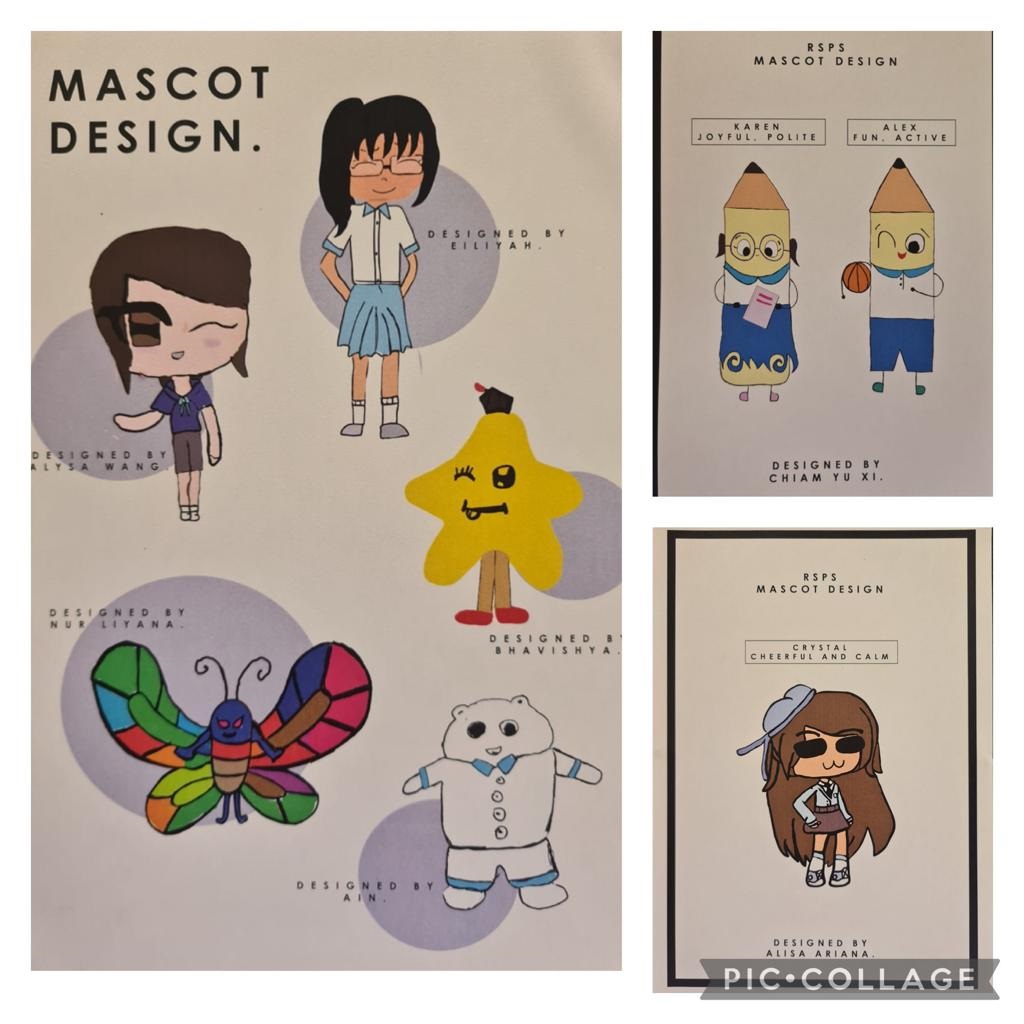 MASCOT
DESIGN.
DESIGNED BY
EILIYAH.
DESIGNED BY
ALYSA WANG.
DESIGNED BY
BHAVISHYA.
DESIGNED BY
NUR LIYANA.
DESIGNED BY
AIN.
RSPS
MASCOT DESIGN
KAREN
JOYFUL, POLITE
ALEX
FUN, ACTIVE
DESIGNED BY
CHIAM YU XI.
RSPS
MASCOT DESIGN
CRYSTAL
CHEERFUL AND CALM
DESIGNED BY
ALISA ARIANA.
PIC•COLLAGE